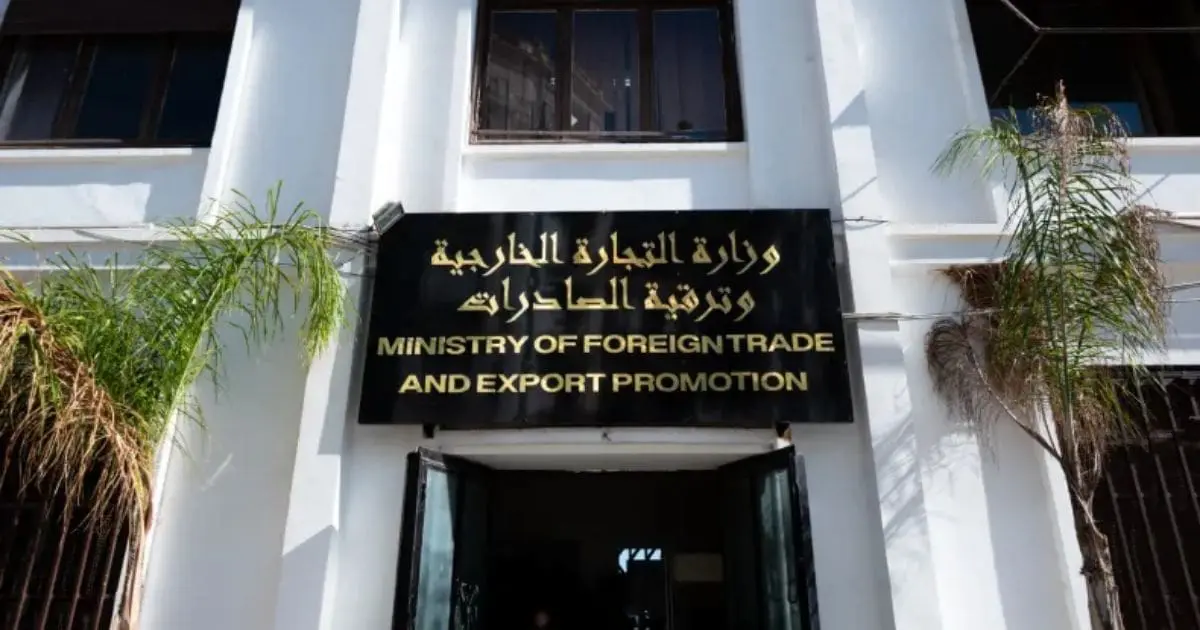 وزارة التجارة الخارجية
وترقية الصادرات
MINISTRY OF FOREIGN TRADE
AND EXPORT PROMOTION